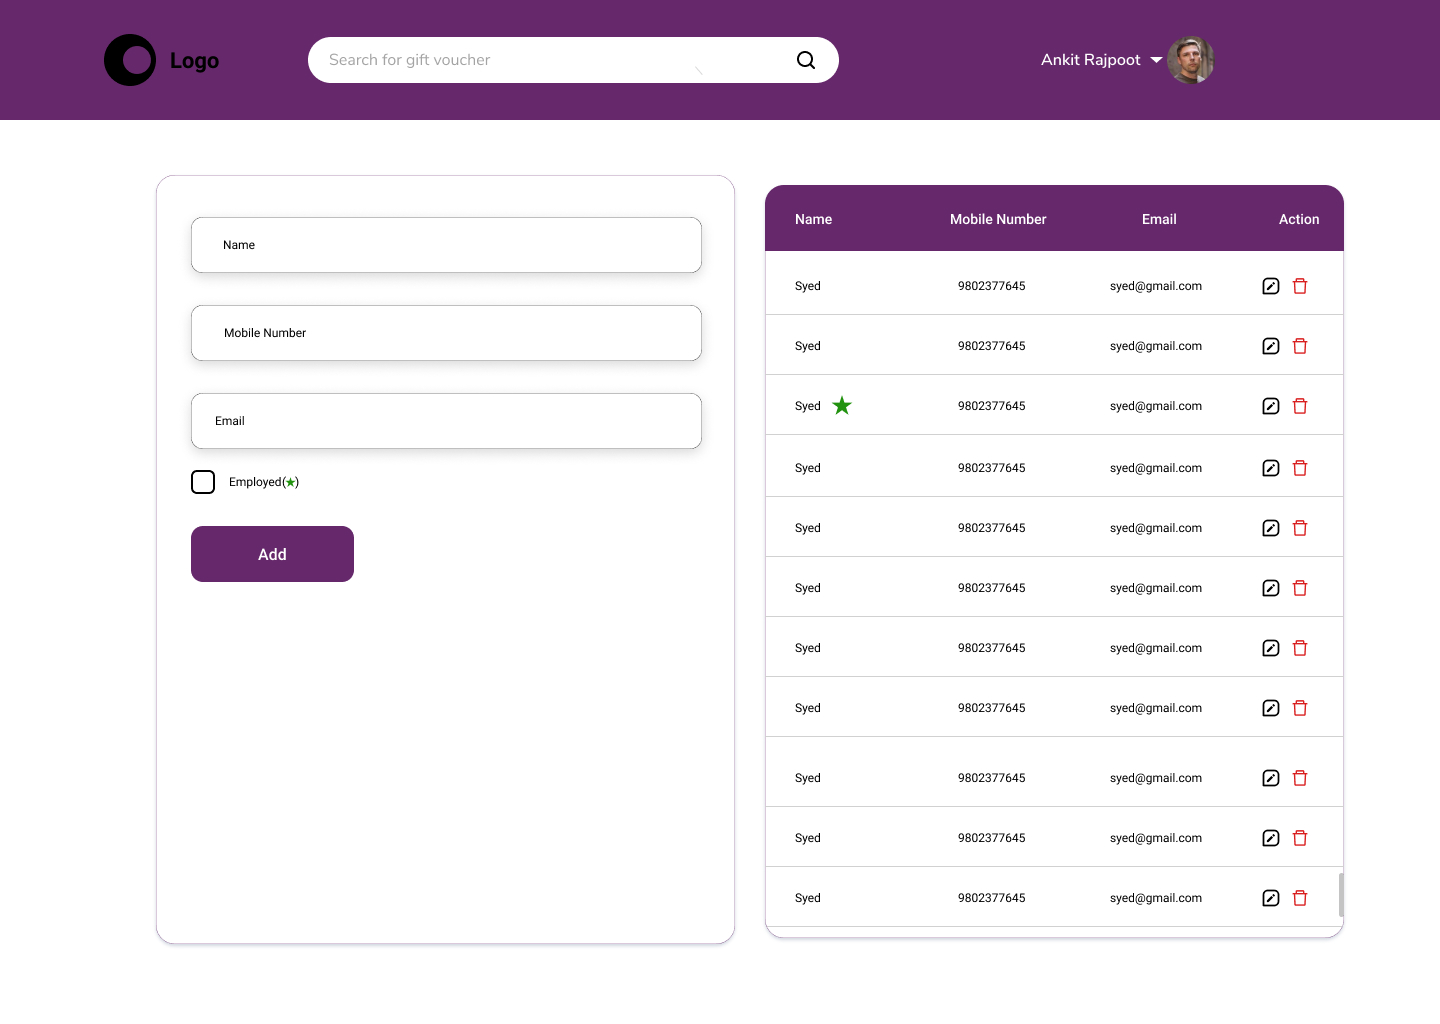 Logo
Search for gift voucher
Ankit Rajpoot
Name
Mobile Number
Email
Employed(★)
Add
Name Mobile Number Email Action
Syed 9802377645 syed@gmail.com
Syed 9802377645 syed@gmail.com
Syed ★ 9802377645 syed@gmail.com
Syed 9802377645 syed@gmail.com
Syed 9802377645 syed@gmail.com
Syed 9802377645 syed@gmail.com
Syed 9802377645 syed@gmail.com
Syed 9802377645 syed@gmail.com
Syed 9802377645 syed@gmail.com
Syed 9802377645 syed@gmail.com
Syed 9802377645 syed@gmail.com